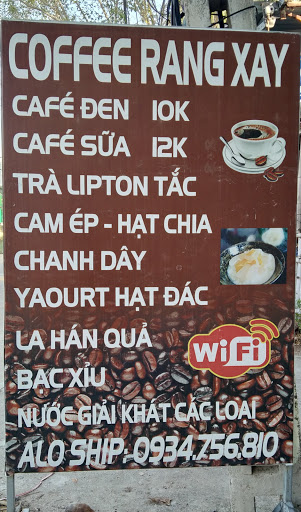 COFFEE RANG XAY
CAFÉ ĐEN 10K
CAFÉ SỮA 12K
TRÀ LIPTON TẮC
CAM ÉP - HẠT CHIA
CHANH DÂY
YAOURT HẠT ĐÁC
LA HÁN QUẢ
WiFi
BẠC XỈU
NƯỚC GIẢI KHÁT CÁC LOẠI
ALO SHIP: 0934.756.810